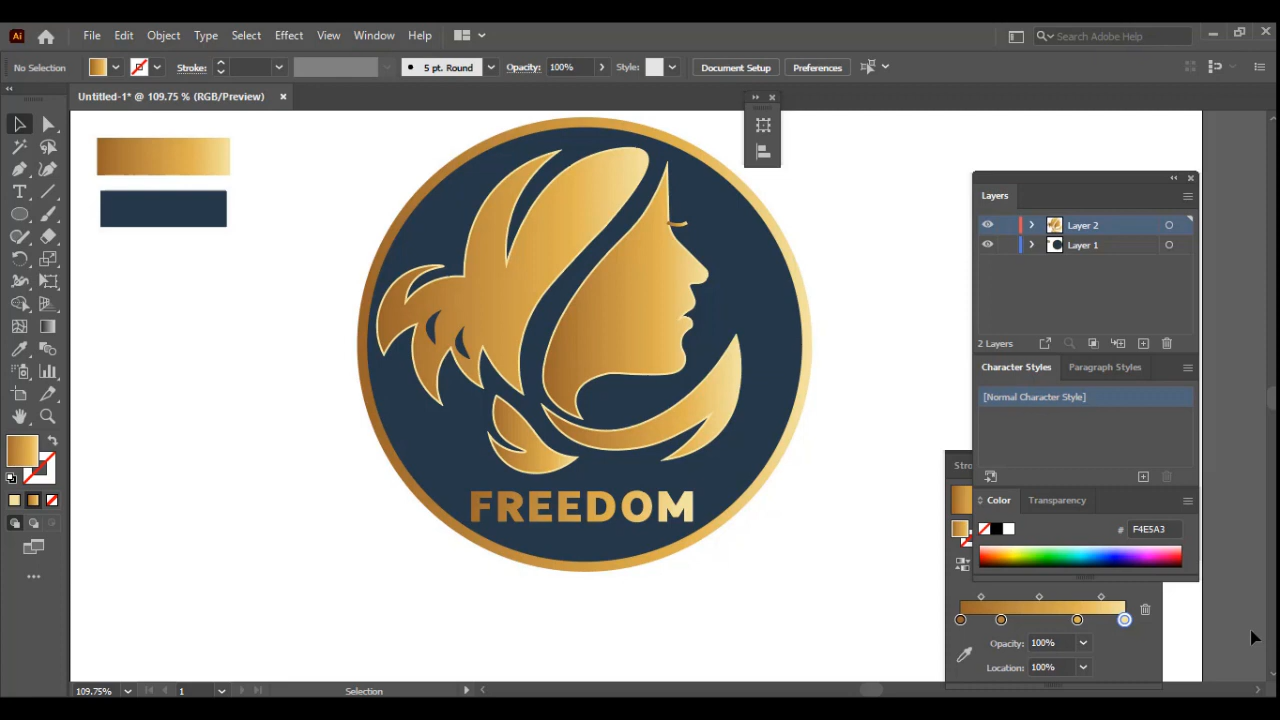 Ai File Edit Object Type Select Effect View Window Help Search Adobe Help
No Selection Stroke: 5 pt. Round Opacity: 100% Style: Document Setup Preferences
Untitled-1* @ 109.75 % (RGB/Preview)
Layers
Layer 2
Layer 1
2 Layers
Character Styles Paragraph Styles
[Normal Character Style]
Color Transparency
# F4E5A3
Opacity: 100%
Location: 100%
FREEDOM
109.75% 1 Selection